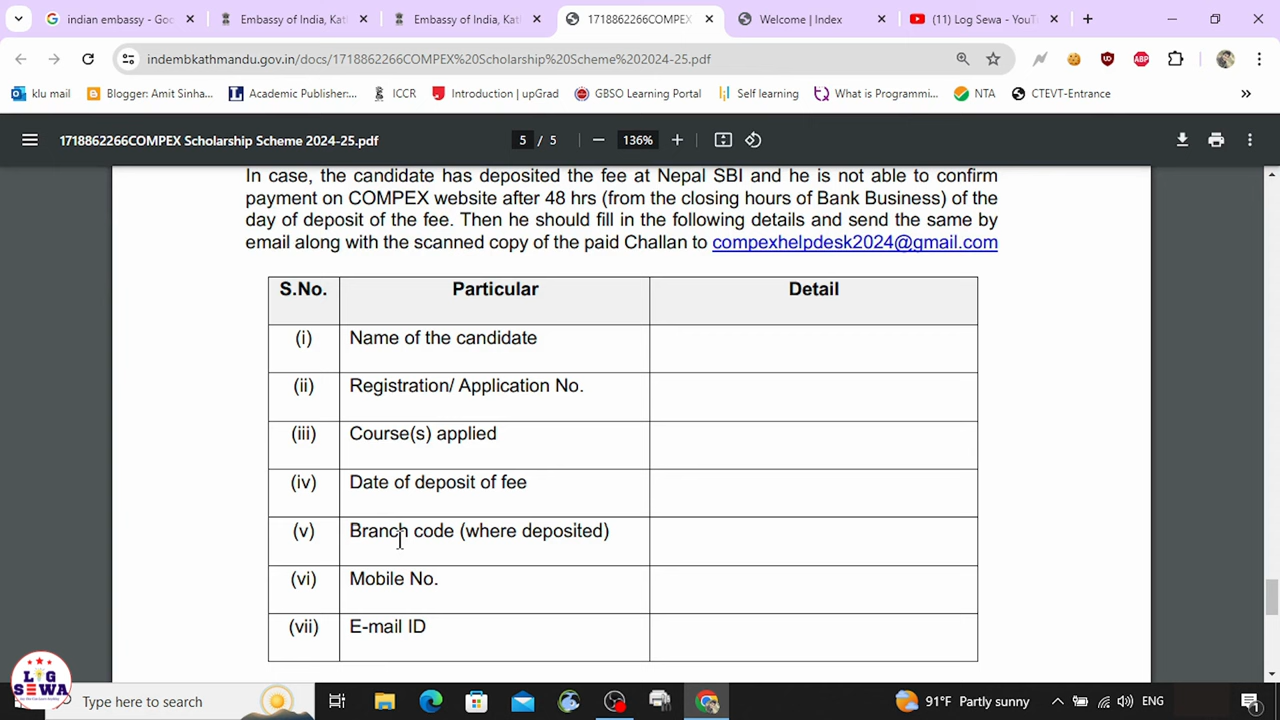 indian embassy - Goo
Embassy of India, Kat
Embassy of India, Kat
1718862266COMPEX
Welcome | Index
(11) Log Sewa - YouT
indembkathmandu.gov.in/docs/1718862266COMPEX%20Scholarship%20Scheme%202024-25.pdf
klu mail
Blogger: Amit Sinha...
Academic Publisher:...
ICCR
Introduction | upGrad
GBSO Learning Portal
Self learning
What is Programmi...
NTA
CTEVT-Entrance
1718862266COMPEX Scholarship Scheme 2024-25.pdf
5 / 5
136%
In case, the candidate has deposited the fee at Nepal SBI and he is not able to confirm
payment on COMPEX website after 48 hrs (from the closing hours of Bank Business) of the
day of deposit of the fee. Then he should fill in the following details and send the same by
email along with the scanned copy of the paid Challan to compexhelpdesk2024@gmail.com
S.No. Particular Detail
(i) Name of the candidate
(ii) Registration/ Application No.
(iii) Course(s) applied
(iv) Date of deposit of fee
(v) Branch code (where deposited)
(vi) Mobile No.
(vii) E-mail ID
LOG
SEWA
Type here to search
91°F Partly sunny
ENG